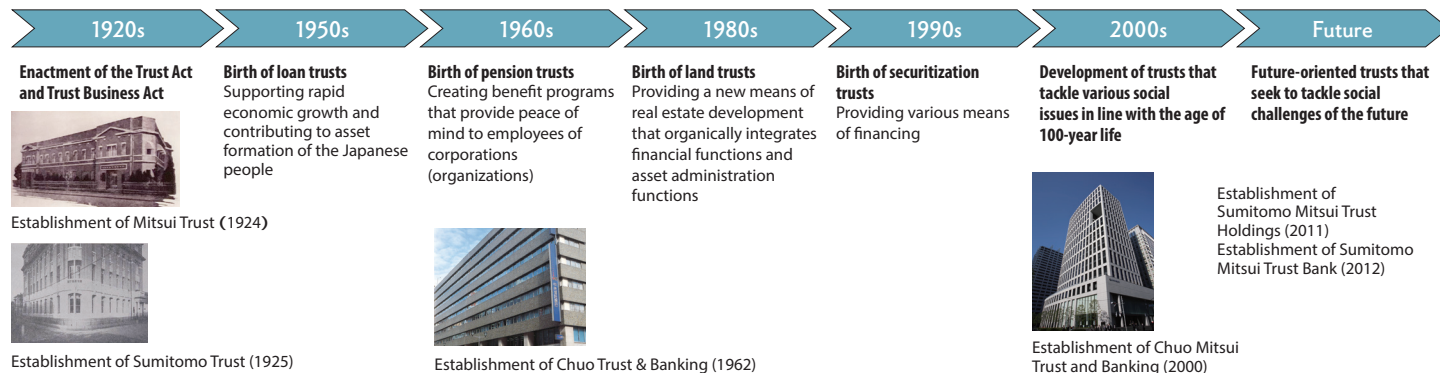 1920s
1950s
1960s
1980s
1990s
2000s
Future
Enactment of the Trust Act
and Trust Business Act
Establishment of Mitsui Trust (1924)
Establishment of Sumitomo Trust (1925)
Birth of loan trusts
Supporting rapid
economic growth and
contributing to asset
formation of the Japanese
people
Birth of pension trusts
Creating benefit programs
that provide peace of
mind to employees of
corporations
(organizations)
Establishment of Chuo Trust & Banking (1962)
Birth of land trusts
Providing a new means of
real estate development
that organically integrates
financial functions and
asset administration
functions
Birth of securitization
trusts
Providing various means
of financing
Development of trusts that
tackle various social
issues in line with the age of
100-year life
Establishment of Chuo Mitsui
Trust and Banking (2000)
Future-oriented trusts that
seek to tackle social
challenges of the future
Establishment of
Sumitomo Mitsui Trust
Holdings (2011)
Establishment of Sumitomo
Mitsui Trust Bank (2012)